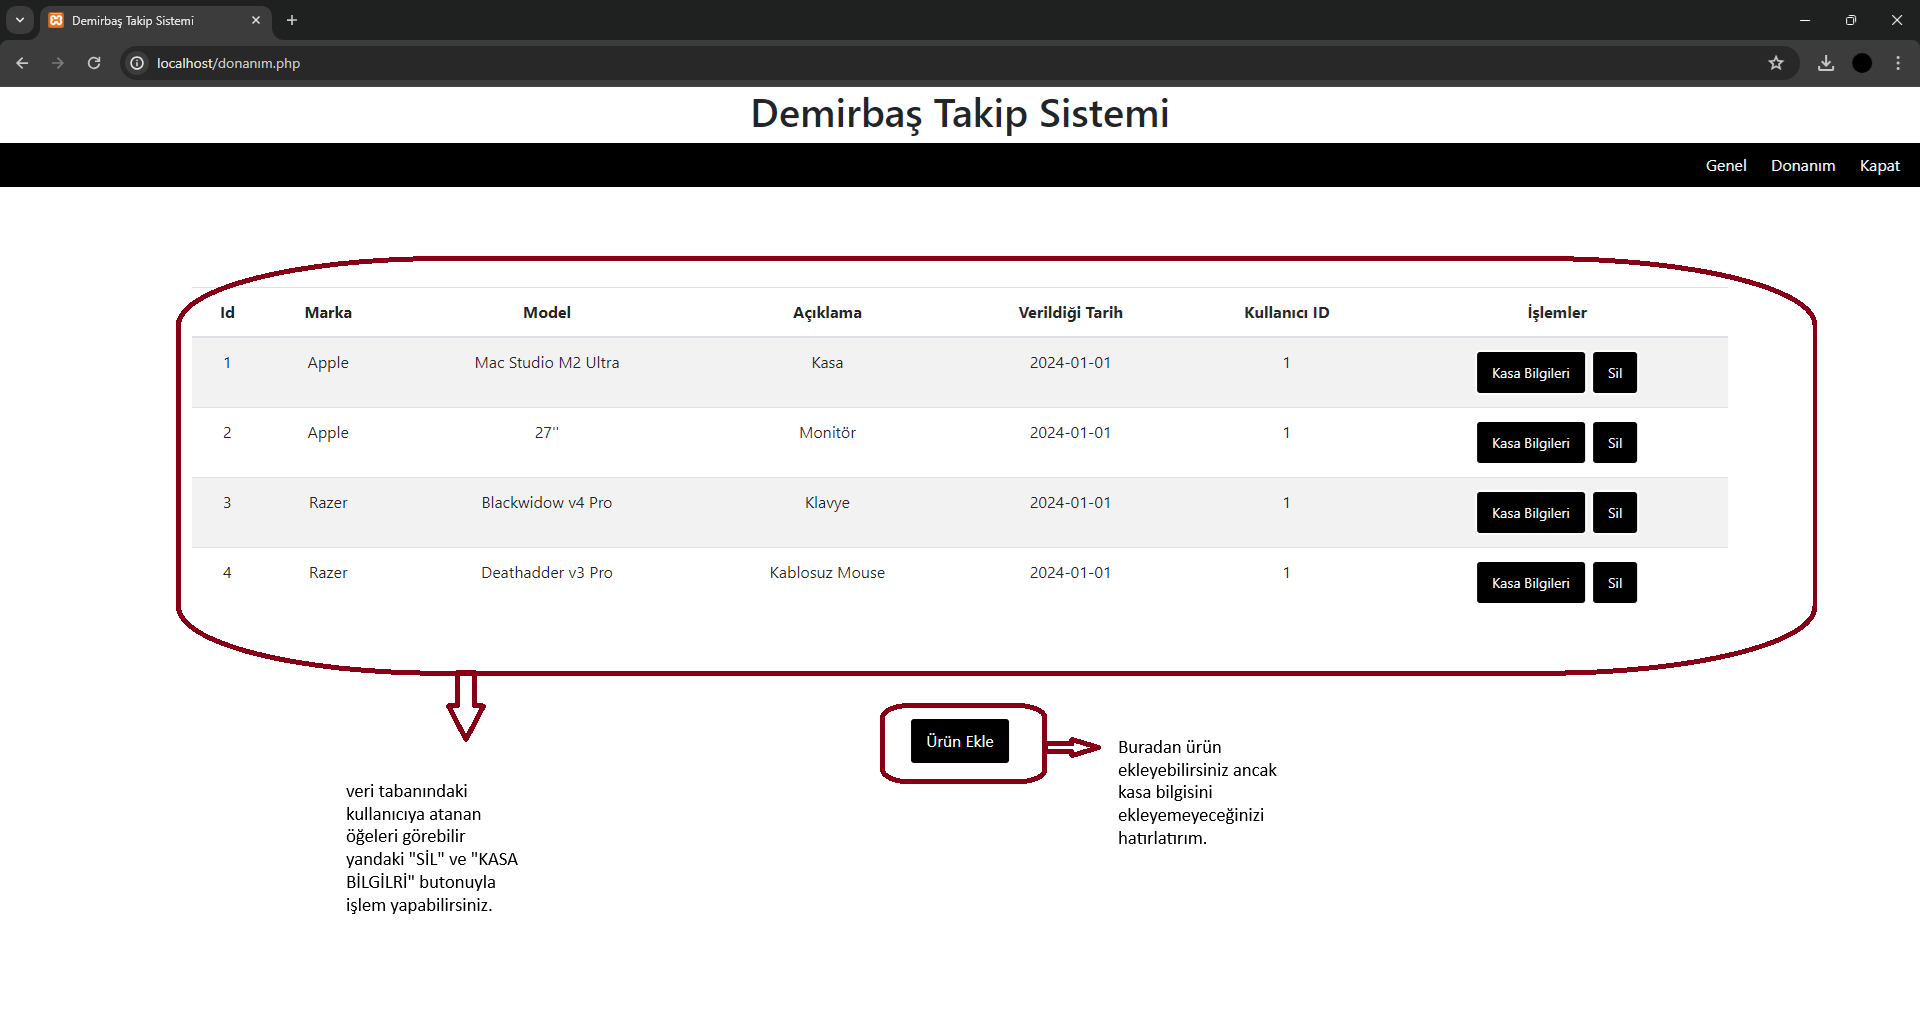 Demirbaş Takip Sistemi
localhost/donanım.php
Demirbaş Takip Sistemi
Genel Donanım Kapat
Id Marka Model Açıklama Verildiği Tarih Kullanıcı ID İşlemler
1 Apple Mac Studio M2 Ultra Kasa 2024-01-01 1 Kasa Bilgileri Sil
2 Apple 27'' Monitör 2024-01-01 1 Kasa Bilgileri Sil
3 Razer Blackwidow v4 Pro Klavye 2024-01-01 1 Kasa Bilgileri Sil
4 Razer Deathadder v3 Pro Kablosuz Mouse 2024-01-01 1 Kasa Bilgileri Sil
Ürün Ekle
Buradan ürün
ekleyebilirsiniz ancak
kasa bilgisini
ekleyemeyeceğinizi
hatırlatırım.
veri tabanındaki
kullanıcıya atanan
öğeleri görebilir
yandaki "SİL" ve "KASA
BİLGİLRİ" butonuyla
işlem yapabilirsiniz.